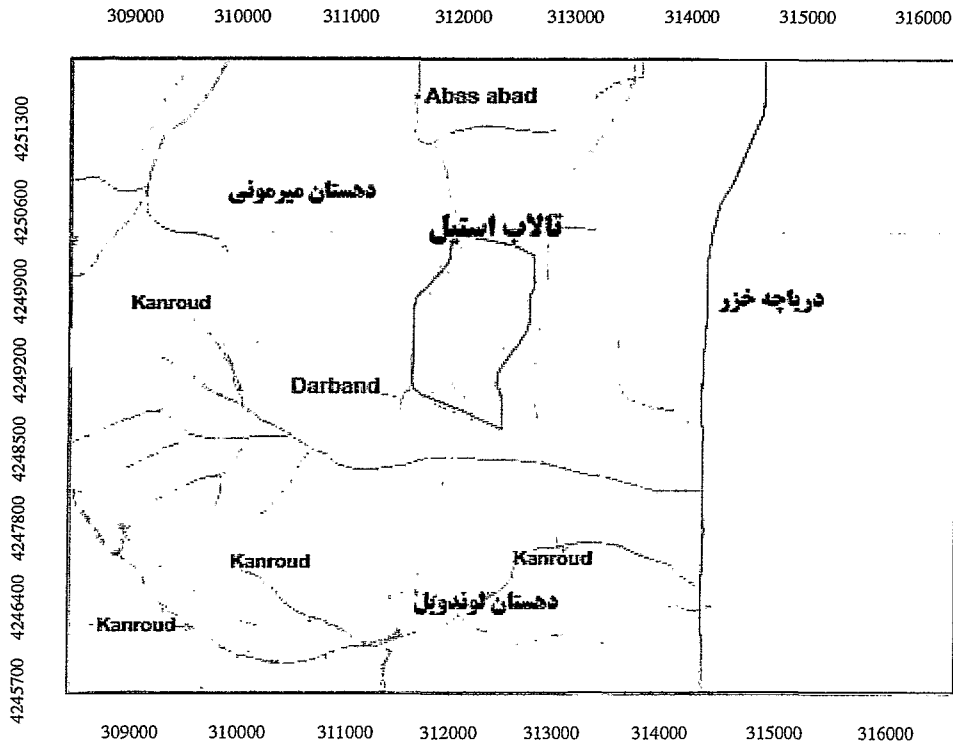 309000 310000 311000 312000 313000 314000 315000 316000
4251300
4250600
4249900
4249200
4248500
4247800
4246400
4245700
Abas abad
دهستان میرمونی
تالاب استیل
Kanroud
دریاچه خزر
Darband
Kanroud
Kanroud
دهستان لوندویل
Kanroud
309000 310000 311000 312000 313000 314000 315000 316000